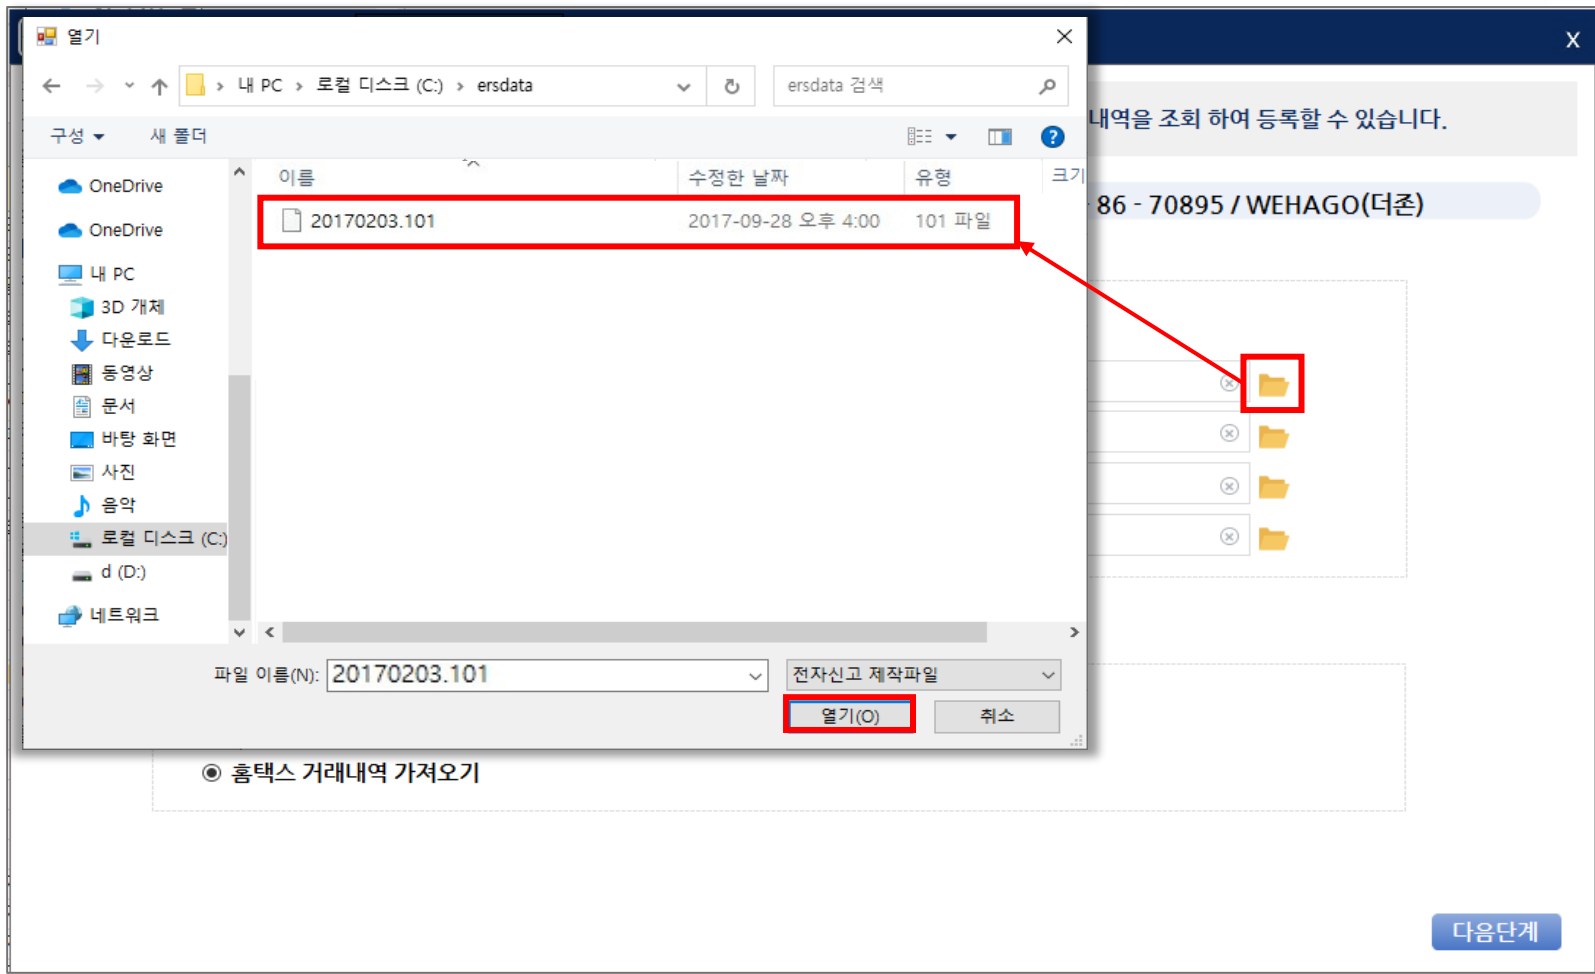 열기
X
내 PC > 로컬 디스크 (C:) > ersdata
ersdata 검색
내역을 조회 하여 등록할 수 있습니다.
구성
새 폴더
이름
수정한 날짜
유형
크기
OneDrive
20170203.101
2017-09-28 오후 4:00
101 파일
86 - 70895 / WEHAGO(더존)
OneDrive
내 PC
3D 개체
다운로드
동영상
문서
바탕 화면
사진
음악
로컬 디스크 (C:)
d (D:)
네트워크
파일 이름(N):
20170203.101
전자신고 제작파일
열기(O)
취소
홈택스 거래내역 가져오기
다음단계